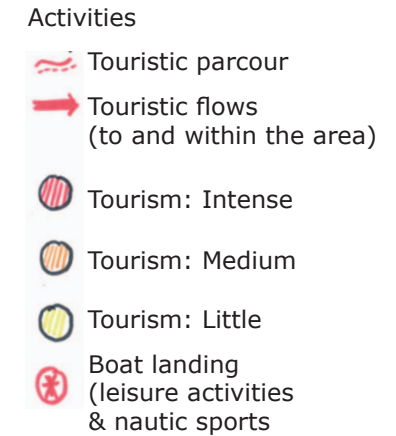 Activities
Touristic parcour
Touristic flows
(to and within the area)
Tourism: Intense
Tourism: Medium
Tourism: Little
Boat landing
(leisure activities
& nautic sports